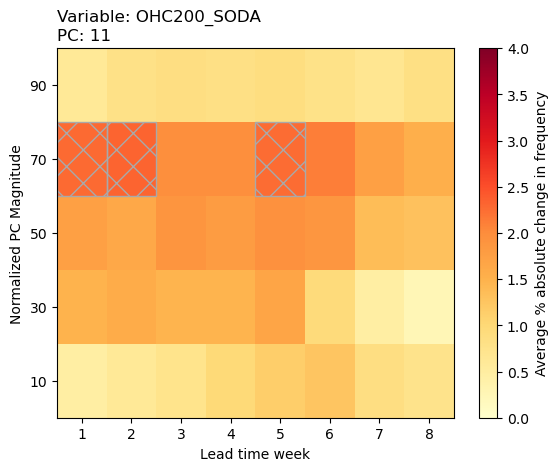 Variable: OHC200_SODA
PC: 11
90
70
50
30
10
Normalized PC Magnitude
1 2 3 4 5 6 7 8
Lead time week
4.0
3.5
3.0
2.5
2.0
1.5
1.0
0.5
0.0
Average % absolute change in frequency